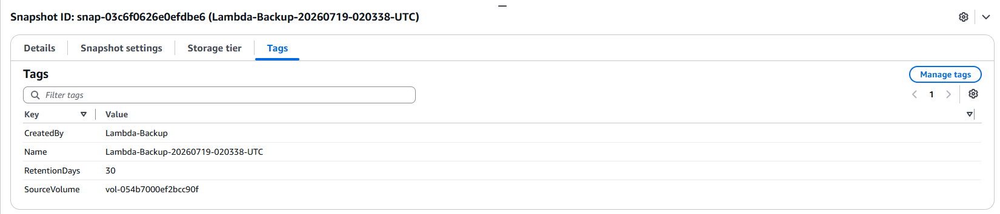 Snapshot ID: snap-03c6f0626e0efdbe6 (Lambda-Backup-20260719-020338-UTC)
Details Snapshot settings Storage tier Tags
Tags
Manage tags
Filter tags
1
Key Value
CreatedBy Lambda-Backup
Name Lambda-Backup-20260719-020338-UTC
RetentionDays 30
SourceVolume vol-054b7000ef2bcc90f